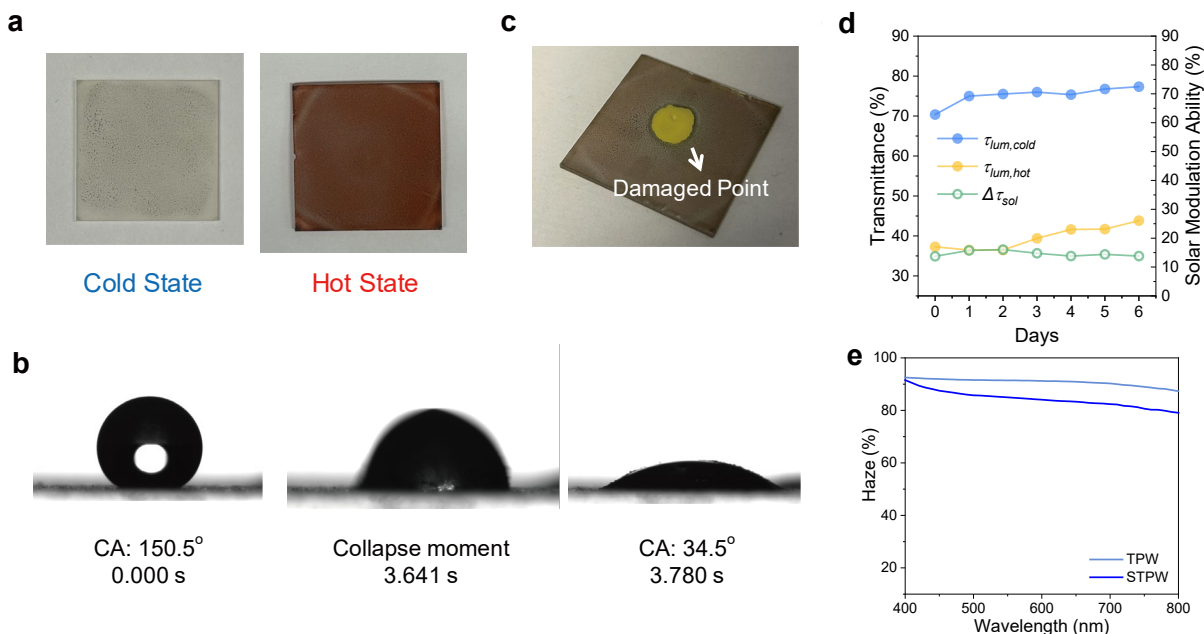 a
Cold State
Hot State
b
CA: 150.5°
0.000 s
Collapse moment
3.641 s
CA: 34.5°
3.780 s
c
Damaged Point
d
Transmittance (%)
90
80
70
60
50
40
30
τlum,cold
τlum,hot
Δτsol
90
80
70
60
50
40
30
20
10
0
Solar Modulation Ability (%)
0 1 2 3 4 5 6
Days
e
Haze (%)
100
80
60
40
20
TPW
STPW
400 500 600 700 800
Wavelength (nm)